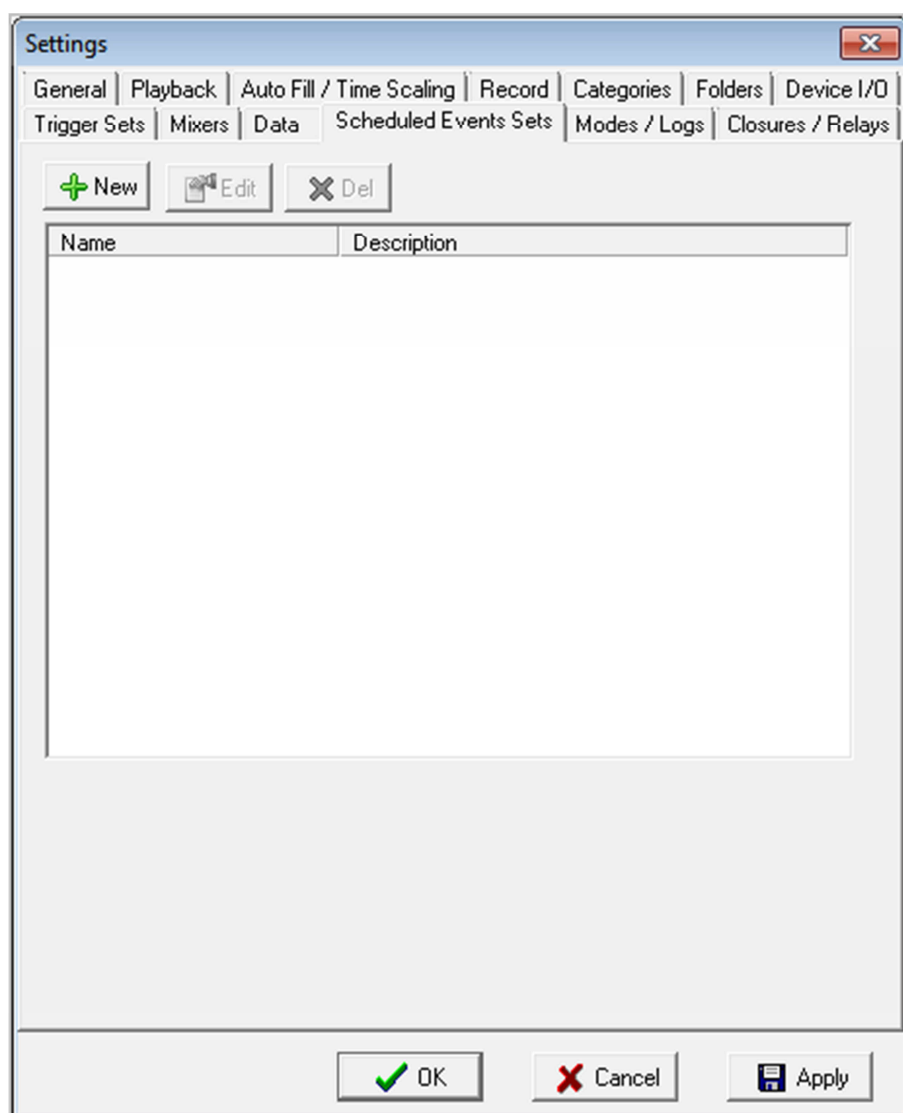 Settings
General Playback Auto Fill / Time Scaling Record Categories Folders Device I/O
Trigger Sets Mixers Data Scheduled Events Sets Modes / Logs Closures / Relays
New Edit Del
Name Description
OK Cancel Apply